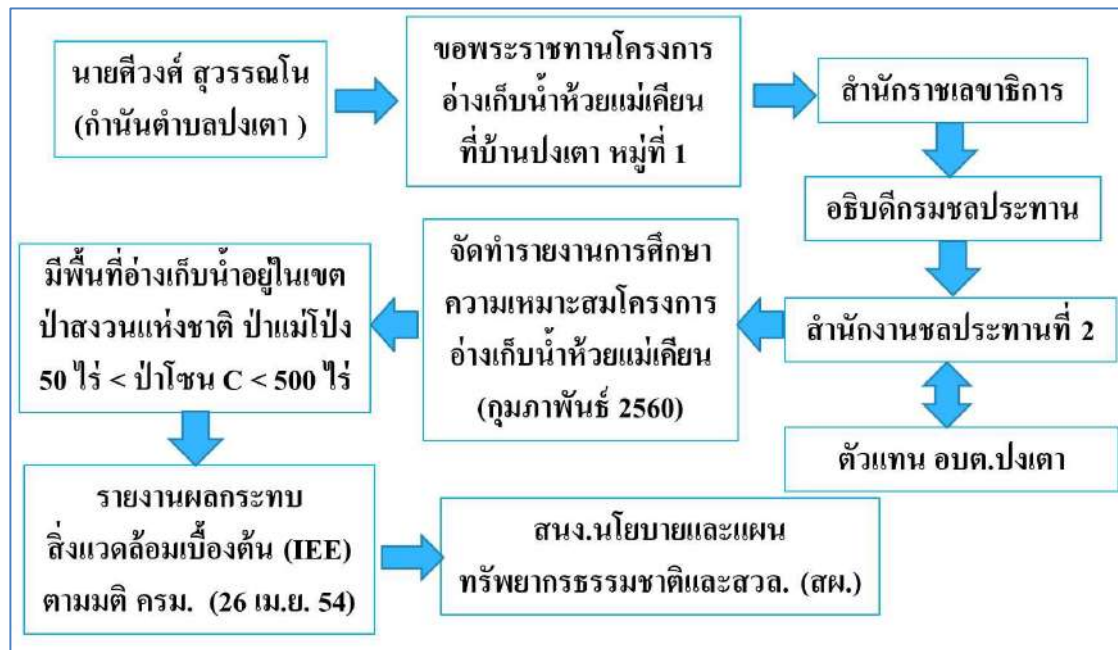 นายศีวงศ์ สุวรรณโน
(กำนันตำบลปงเตา )
ขอพระราชทานโครงการ
อ่างเก็บน้ำห้วยแม่เคียน
ที่บ้านปงเตา หมู่ที่ 1
สำนักราชเลขาธิการ
อธิบดีกรมชลประทาน
สำนักงานชลประทานที่ 2
ตัวแทน อบต.ปงเตา
จัดทำรายงานการศึกษา
ความเหมาะสมโครงการ
อ่างเก็บน้ำห้วยแม่เคียน
(กุมภาพันธ์ 2560)
มีพื้นที่อ่างเก็บน้ำอยู่ในเขต
ป่าสงวนแห่งชาติ ป่าแม่โป่ง
50 ไร่ < ป่าโซน C < 500 ไร่
รายงานผลกระทบ
สิ่งแวดล้อมเบื้องต้น (IEE)
ตามมติ ครม. (26 เม.ย. 54)
สนง.นโยบายและแผน
ทรัพยากรธรรมชาติและสวล. (สผ.)